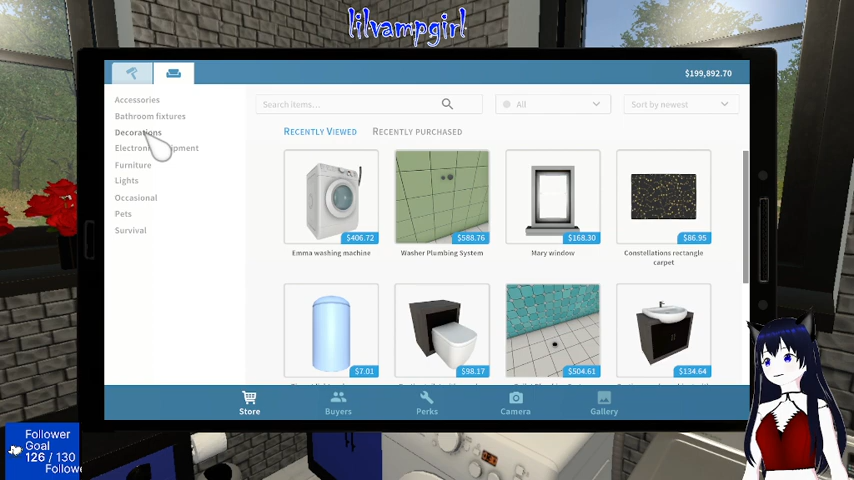 lilvampgirl
$199,892.70
Accessories
Bathroom fixtures
Decorations
Furniture
Lights
Occasional
Pets
Survival
Search items...
All
Sort by newest
RECENTLY VIEWED
RECENTLY PURCHASED
$406.72
$588.76
$168.30
$86.95
Emma washing machine
Washer Plumbing System
Mary window
Constellations rectangle
carpet
$7.01
$98.17
$504.61
$134.64
Store
Buyers
Perks
Camera
Gallery
Follower
Goal
126 / 130
Followe